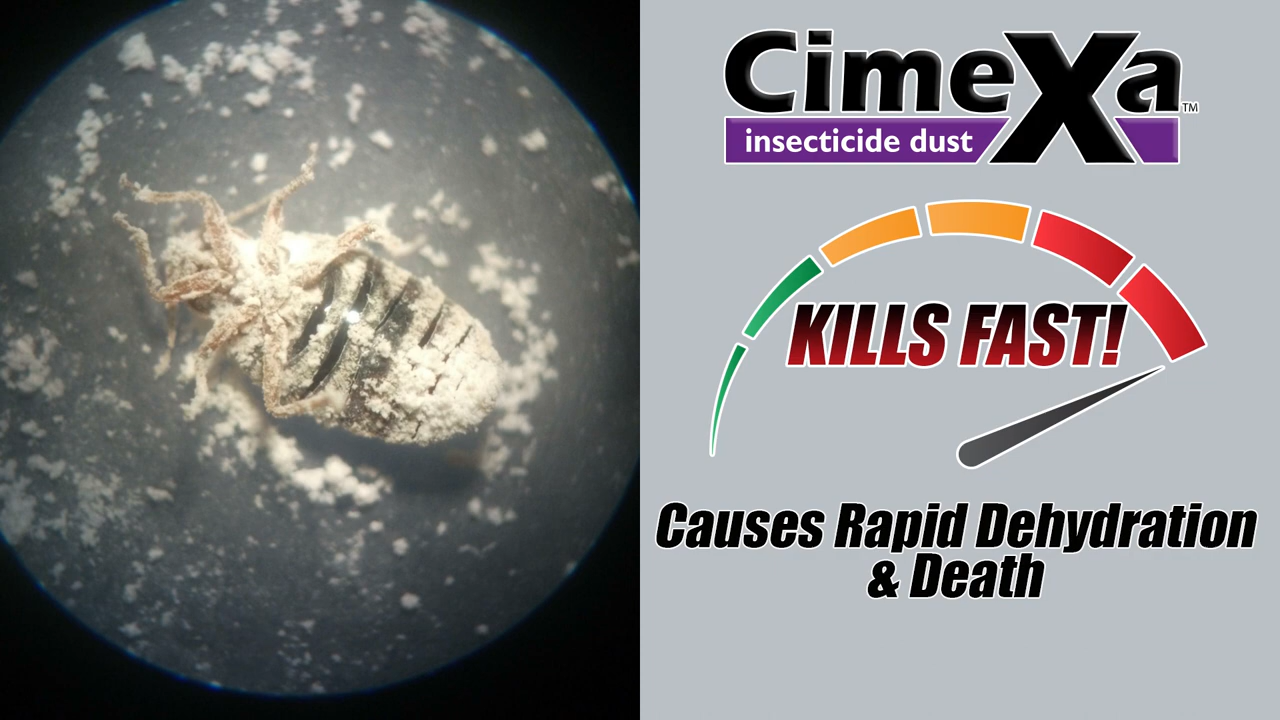 CimeXa™
insecticide dust
KILLS FAST!
Causes Rapid Dehydration
& Death